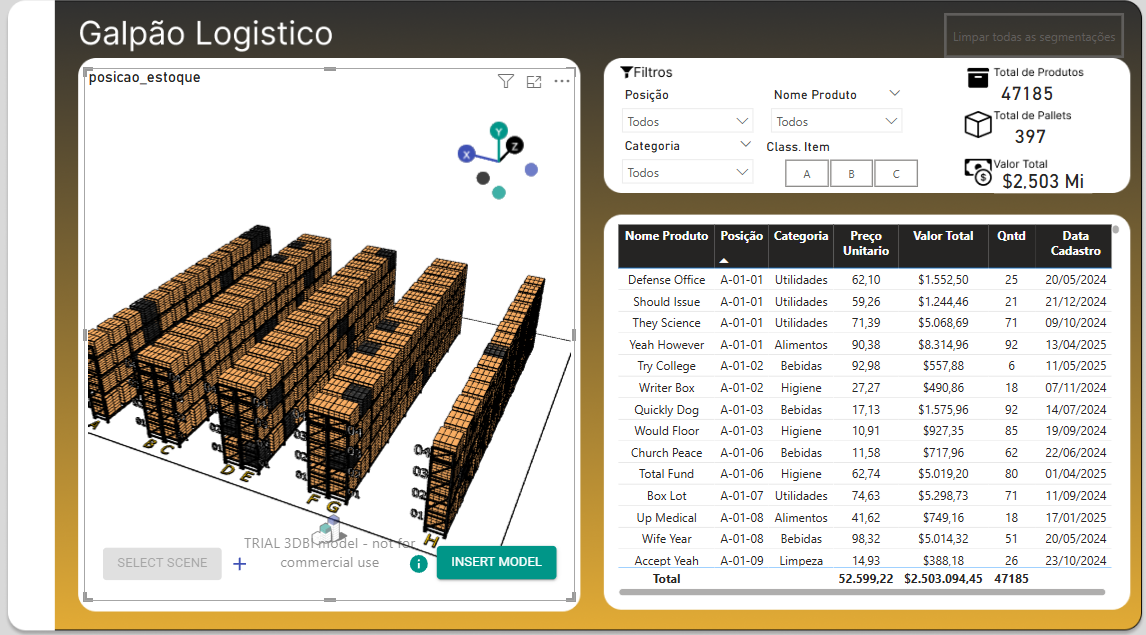 Galpão Logistico
Limpar todas as segmentações
posicao_estoque
Y
X
Z
A
B
C
D
E
F
G
H
04
03
02
01
TRIAL 3DBI model - not for
commercial use
SELECT SCENE
+
i
INSERT MODEL
Filtros
Posição
Todos
Nome Produto
Todos
Categoria
Todos
Class. Item
A
B
C
Total de Produtos
47185
Total de Pallets
397
Valor Total
$2,503 Mi
Nome Produto Posição Categoria Preço Unitario Valor Total Qntd Data Cadastro
Defense Office A-01-01 Utilidades 62,10 $1.552,50 25 20/05/2024
Should Issue A-01-01 Utilidades 59,26 $1.244,46 21 21/12/2024
They Science A-01-01 Utilidades 71,39 $5.068,69 71 09/10/2024
Yeah However A-01-01 Alimentos 90,38 $8.314,96 92 13/04/2025
Try College A-01-02 Bebidas 92,98 $557,88 6 11/05/2025
Writer Box A-01-02 Higiene 27,27 $490,86 18 07/11/2024
Quickly Dog A-01-03 Bebidas 17,13 $1.575,96 92 14/07/2024
Would Floor A-01-03 Higiene 10,91 $927,35 85 19/09/2024
Church Peace A-01-06 Bebidas 11,58 $717,96 62 22/06/2024
Total Fund A-01-06 Higiene 62,74 $5.019,20 80 01/04/2025
Box Lot A-01-07 Utilidades 74,63 $5.298,73 71 11/09/2024
Up Medical A-01-08 Alimentos 41,62 $749,16 18 17/01/2025
Wife Year A-01-08 Bebidas 98,32 $5.014,32 51 20/05/2024
Accept Yeah A-01-09 Limpeza 14,93 $388,18 26 23/10/2024
Total 52.599,22 $2.503.094,45 47185